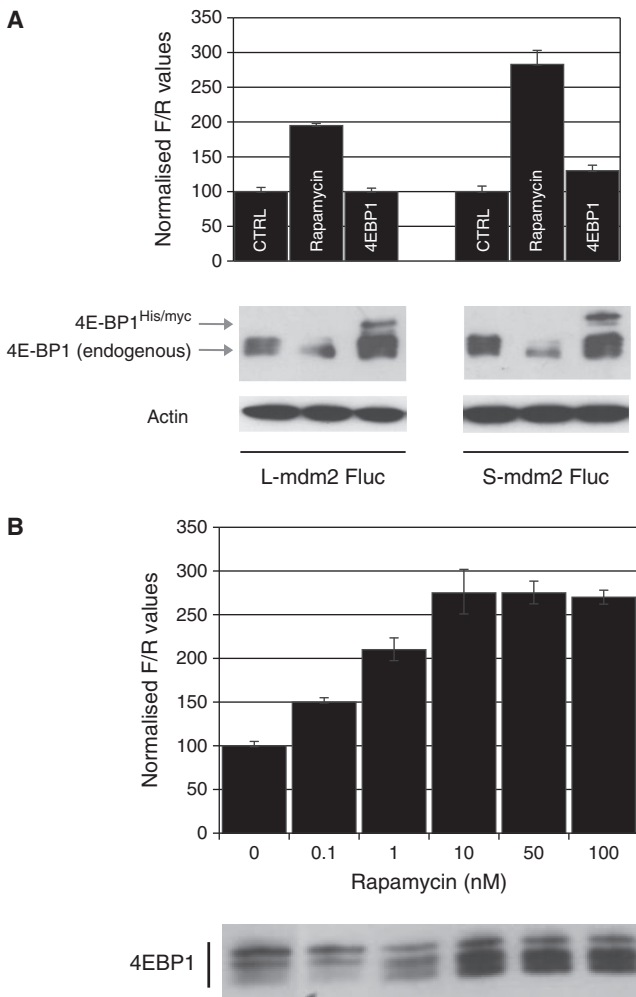 A
Normalised F/R values
350
300
250
200
150
100
50
0
CTRL
Rapamycin
4EBP1
CTRL
Rapamycin
4EBP1
4E-BP1His/myc
4E-BP1 (endogenous)
Actin
L-mdm2 Fluc
S-mdm2 Fluc
B
Normalised F/R values
350
300
250
200
150
100
50
0
0 0.1 1 10 50 100
Rapamycin (nM)
4EBP1